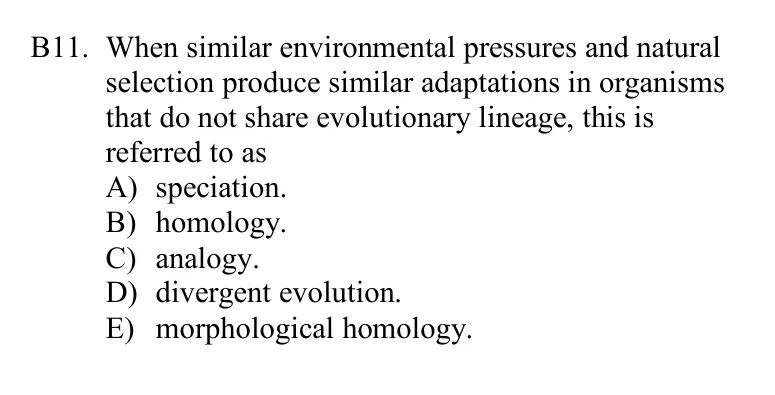 B11. When similar environmental pressures and natural
selection produce similar adaptations in organisms
that do not share evolutionary lineage, this is
referred to as
A) speciation.
B) homology.
C) analogy.
D) divergent evolution.
E) morphological homology.